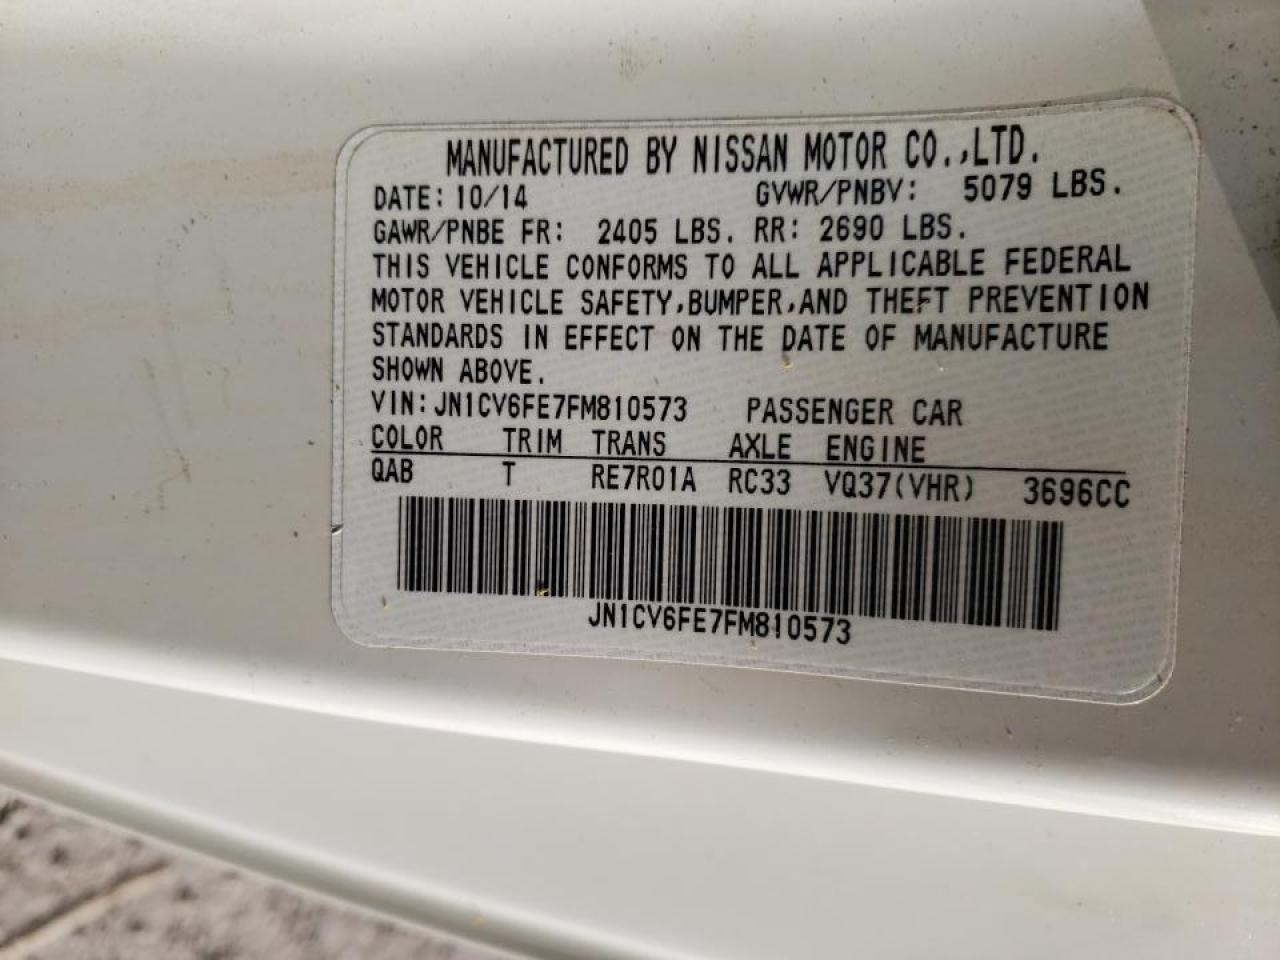 MANUFACTURED BY NISSAN MOTOR CO.,LTD.
DATE: 10/14 GVWR/PNBV: 5079 LBS.
GAWR/PNBE FR: 2405 LBS. RR: 2690 LBS.
THIS VEHICLE CONFORMS TO ALL APPLICABLE FEDERAL
MOTOR VEHICLE SAFETY,BUMPER,AND THEFT PREVENTION
STANDARDS IN EFFECT ON THE DATE OF MANUFACTURE
SHOWN ABOVE.
VIN: JN1CV6FE7FM810573 PASSENGER CAR
COLOR TRIM TRANS AXLE ENGINE
QAB T RE7R01A RC33 VQ37(VHR) 3696CC
JN1CV6FE7FM810573